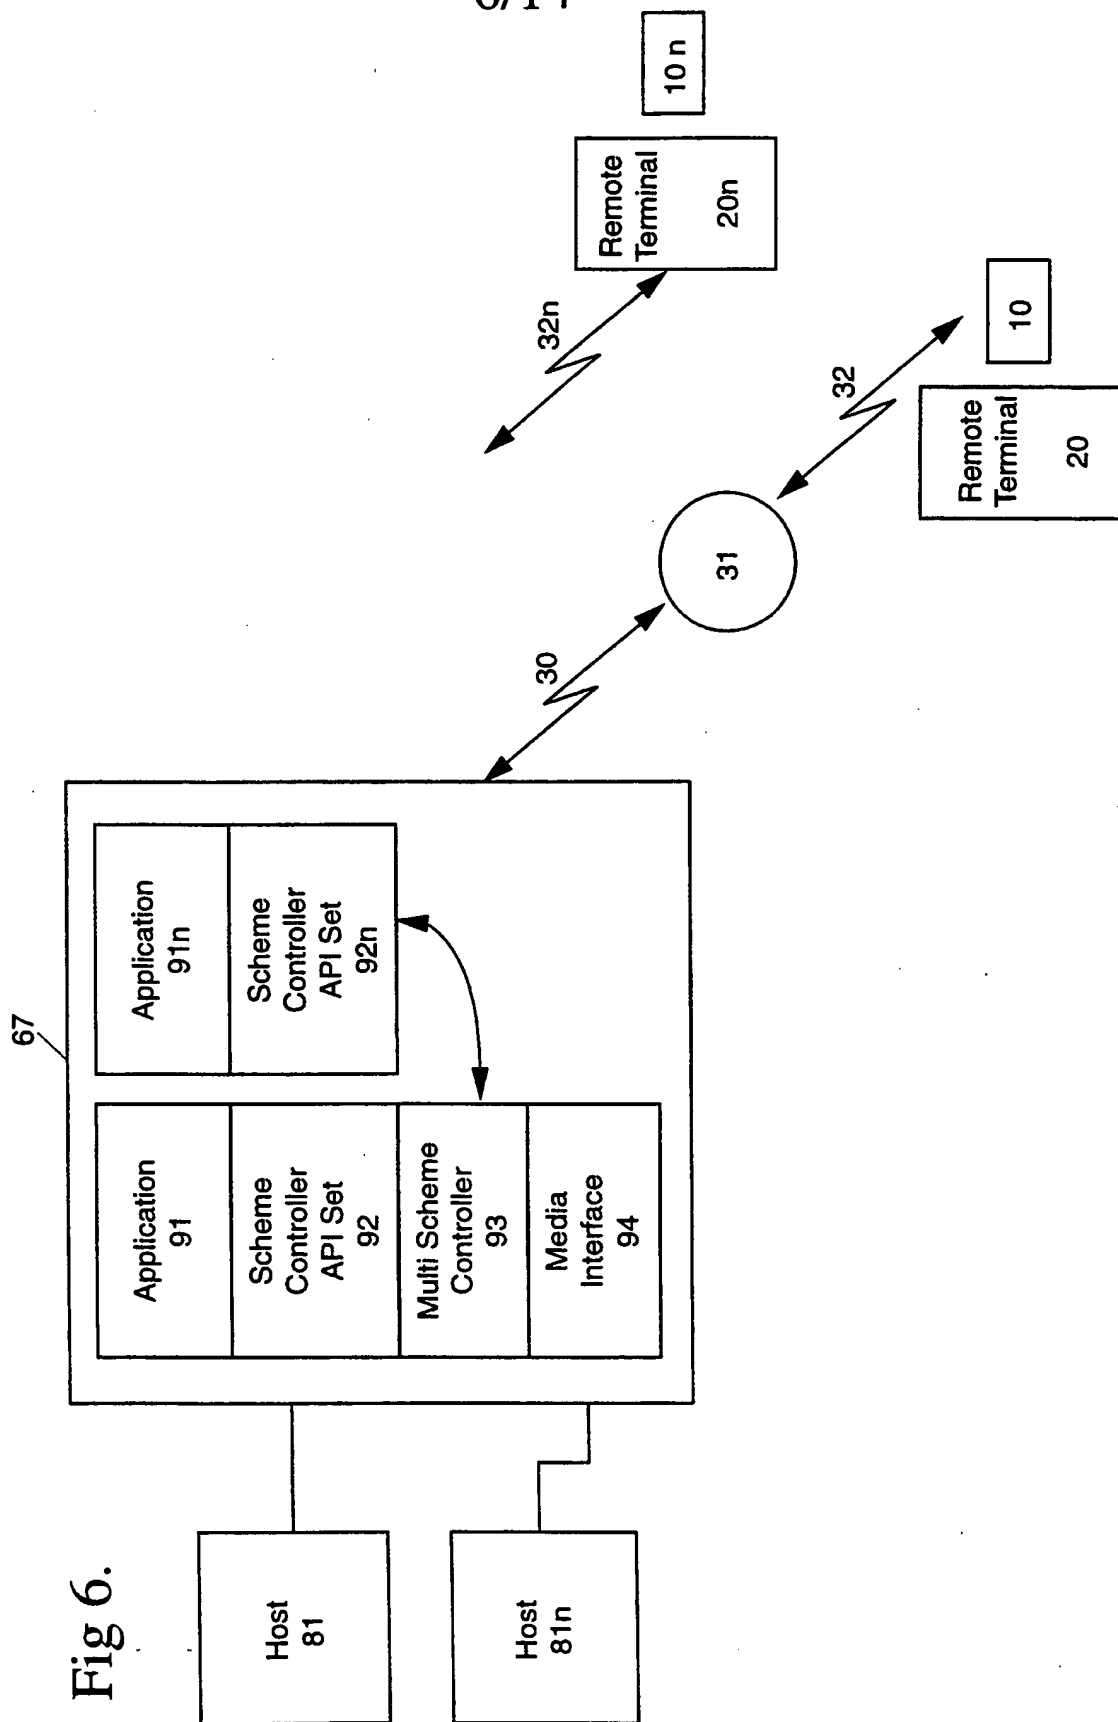 6/14
Fig 6.
Host
81
Host
81n
67
Application
91
Scheme
Controller
API Set
92
Multi Scheme
Controller
93
Media
Interface
94
Application
91n
Scheme
Controller
API Set
92n
30
31
32
32n
Remote
Terminal
20
10
Remote
Terminal
20n
10 n